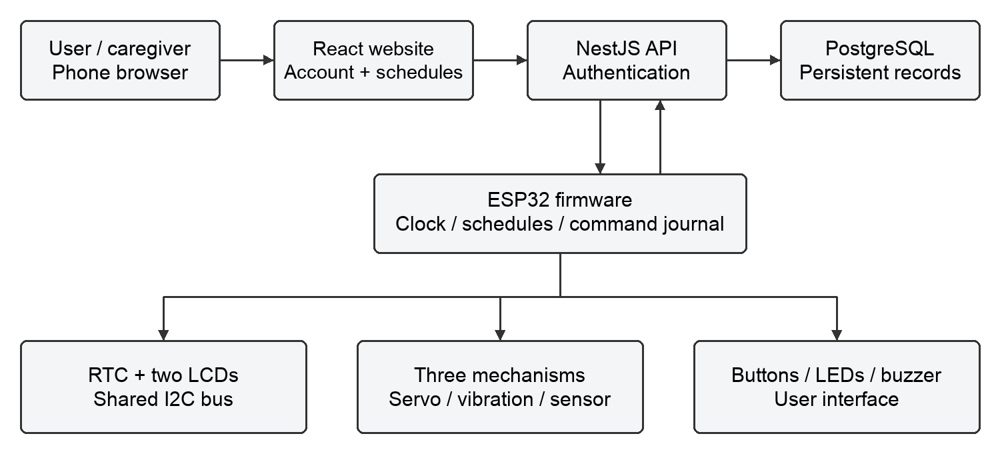 User / caregiver
Phone browser
React website
Account + schedules
NestJS API
Authentication
PostgreSQL
Persistent records
ESP32 firmware
Clock / schedules / command journal
RTC + two LCDs
Shared I2C bus
Three mechanisms
Servo / vibration / sensor
Buttons / LEDs / buzzer
User interface